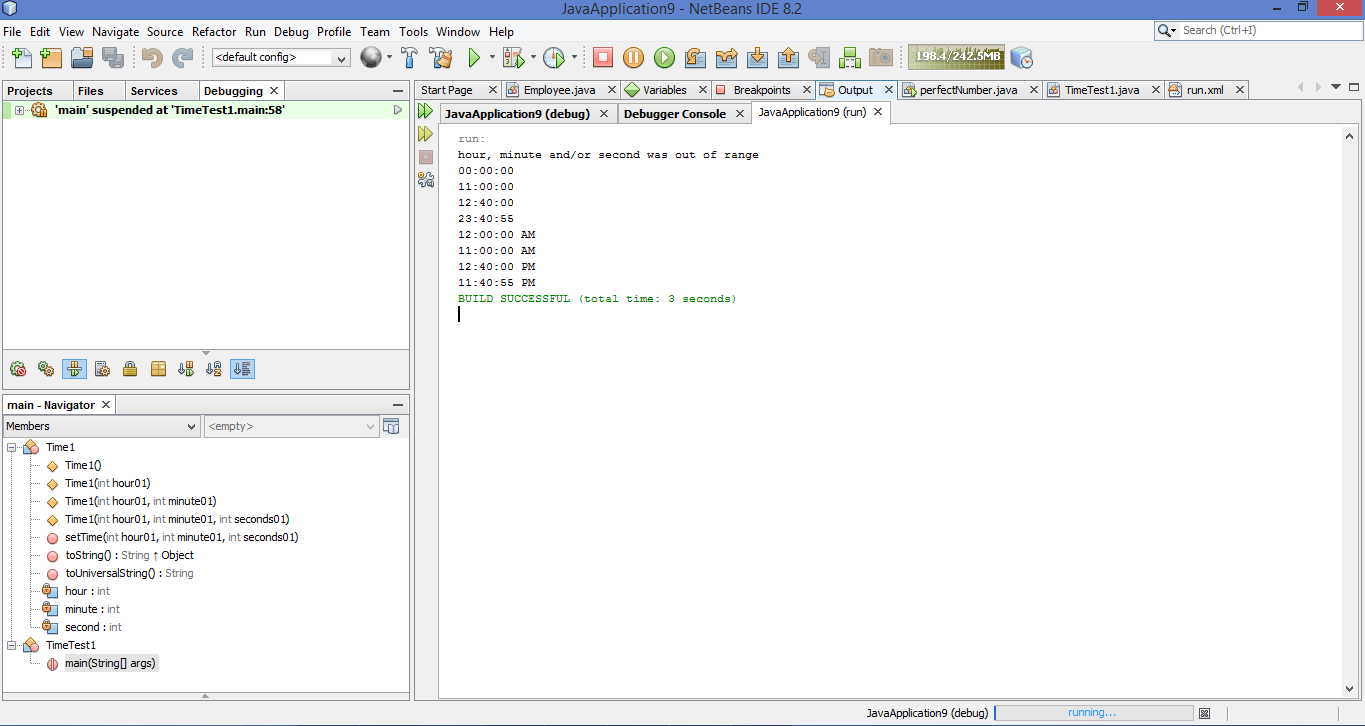 JavaApplication9 - NetBeans IDE 8.2
File Edit View Navigate Source Refactor Run Debug Profile Team Tools Window Help
Search (Ctrl+I)
<default config>
198.4/242.5MB
Projects Files Services Debugging
'main' suspended at 'TimeTest1.main:58'
Start Page Employee.java Variables Breakpoints Output perfectNumber.java TimeTest1.java run.xml
JavaApplication9 (debug) Debugger Console JavaApplication9 (run)
run:
hour, minute and/or second was out of range
00:00:00
11:00:00
12:40:00
23:40:55
12:00:00 AM
11:00:00 AM
12:40:00 PM
11:40:55 PM
BUILD SUCCESSFUL (total time: 3 seconds)
main - Navigator
Members
<empty>
Time1
Time1()
Time1(int hour01)
Time1(int hour01, int minute01)
Time1(int hour01, int minute01, int seconds01)
setTime(int hour01, int minute01, int seconds01)
toString() : String ↑ Object
toUniversalString() : String
hour : int
minute : int
second : int
TimeTest1
main(String[] args)
JavaApplication9 (debug)
running...